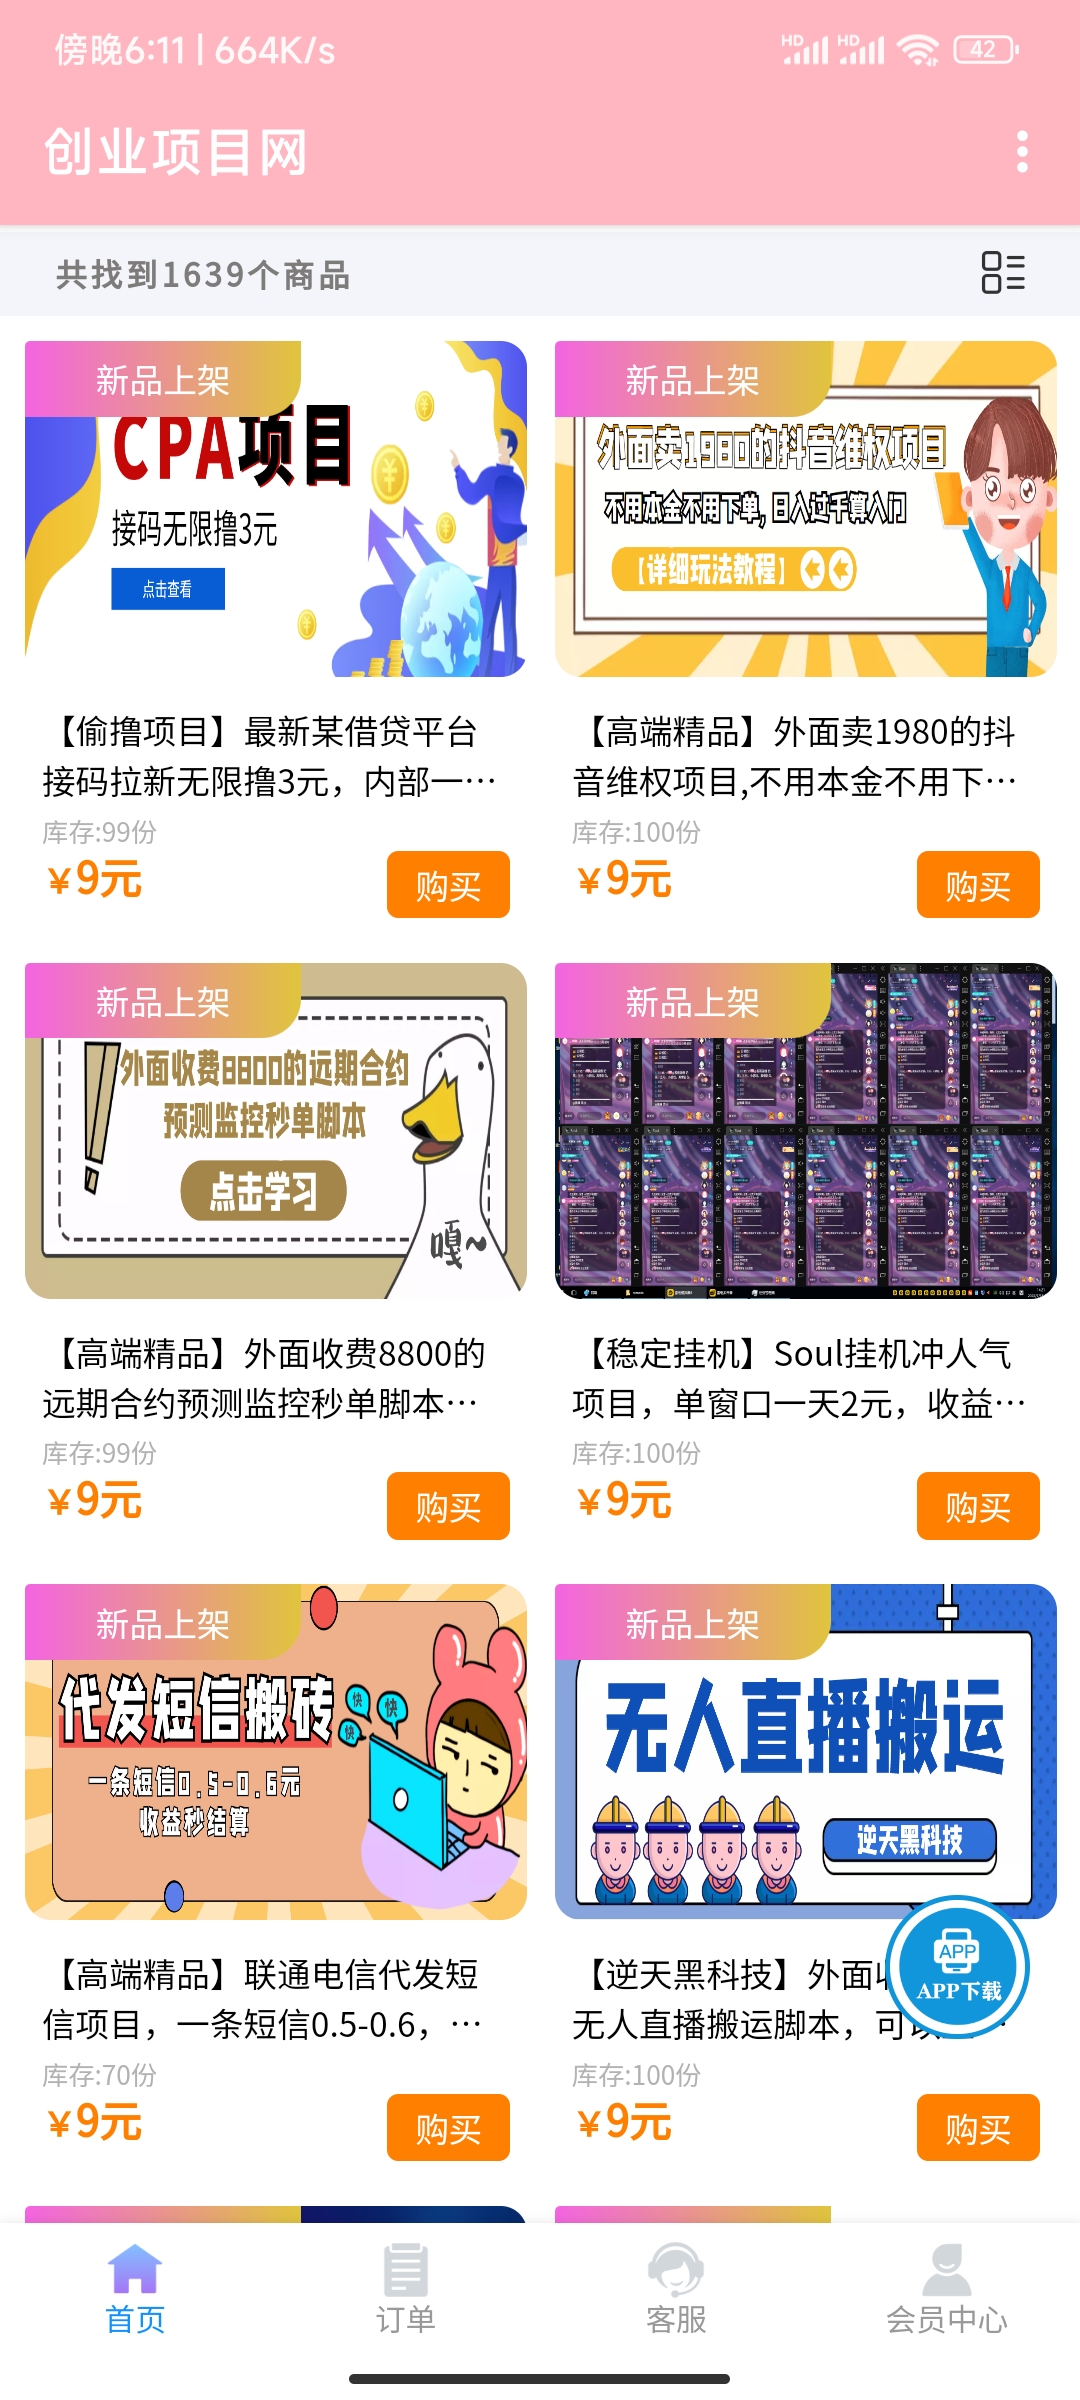 傍晚6:11 | 664K/s
HD HD 42
创业项目网
共找到1639个商品
新品上架
CPA项目
接码无限撸3元
点击查看
【偷撸项目】最新某借贷平台
接码拉新无限撸3元，内部一…
库存:99份
￥9元
购买
新品上架
外面卖1980的抖音维权项目
不用本金不用下单, 日入过千算入门
【详细玩法教程】
【高端精品】外面卖1980的抖
音维权项目,不用本金不用下…
库存:100份
￥9元
购买
新品上架
外面收费8800的远期合约
预测监控秒单脚本
点击学习
嘎~
【高端精品】外面收费8800的
远期合约预测监控秒单脚本…
库存:99份
￥9元
购买
新品上架
【稳定挂机】Soul挂机冲人气
项目，单窗口一天2元，收益…
库存:100份
￥9元
购买
新品上架
代发短信搬砖
快
快
快
一条短信0.5-0.6元
收益秒结算
【高端精品】联通电信代发短
信项目，一条短信0.5-0.6，…
库存:70份
￥9元
购买
新品上架
无人直播搬运
逆天黑科技
【逆天黑科技】外面
无人直播搬运脚本，可
库存:100份
￥9元
购买
APP
APP下载
首页
订单
客服
会员中心